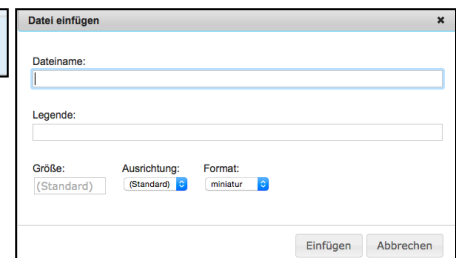 Datei einfügen ×
Dateiname:
Legende:
Größe: Ausrichtung: Format:
(Standard) (Standard) miniatur
Einfügen Abbrechen